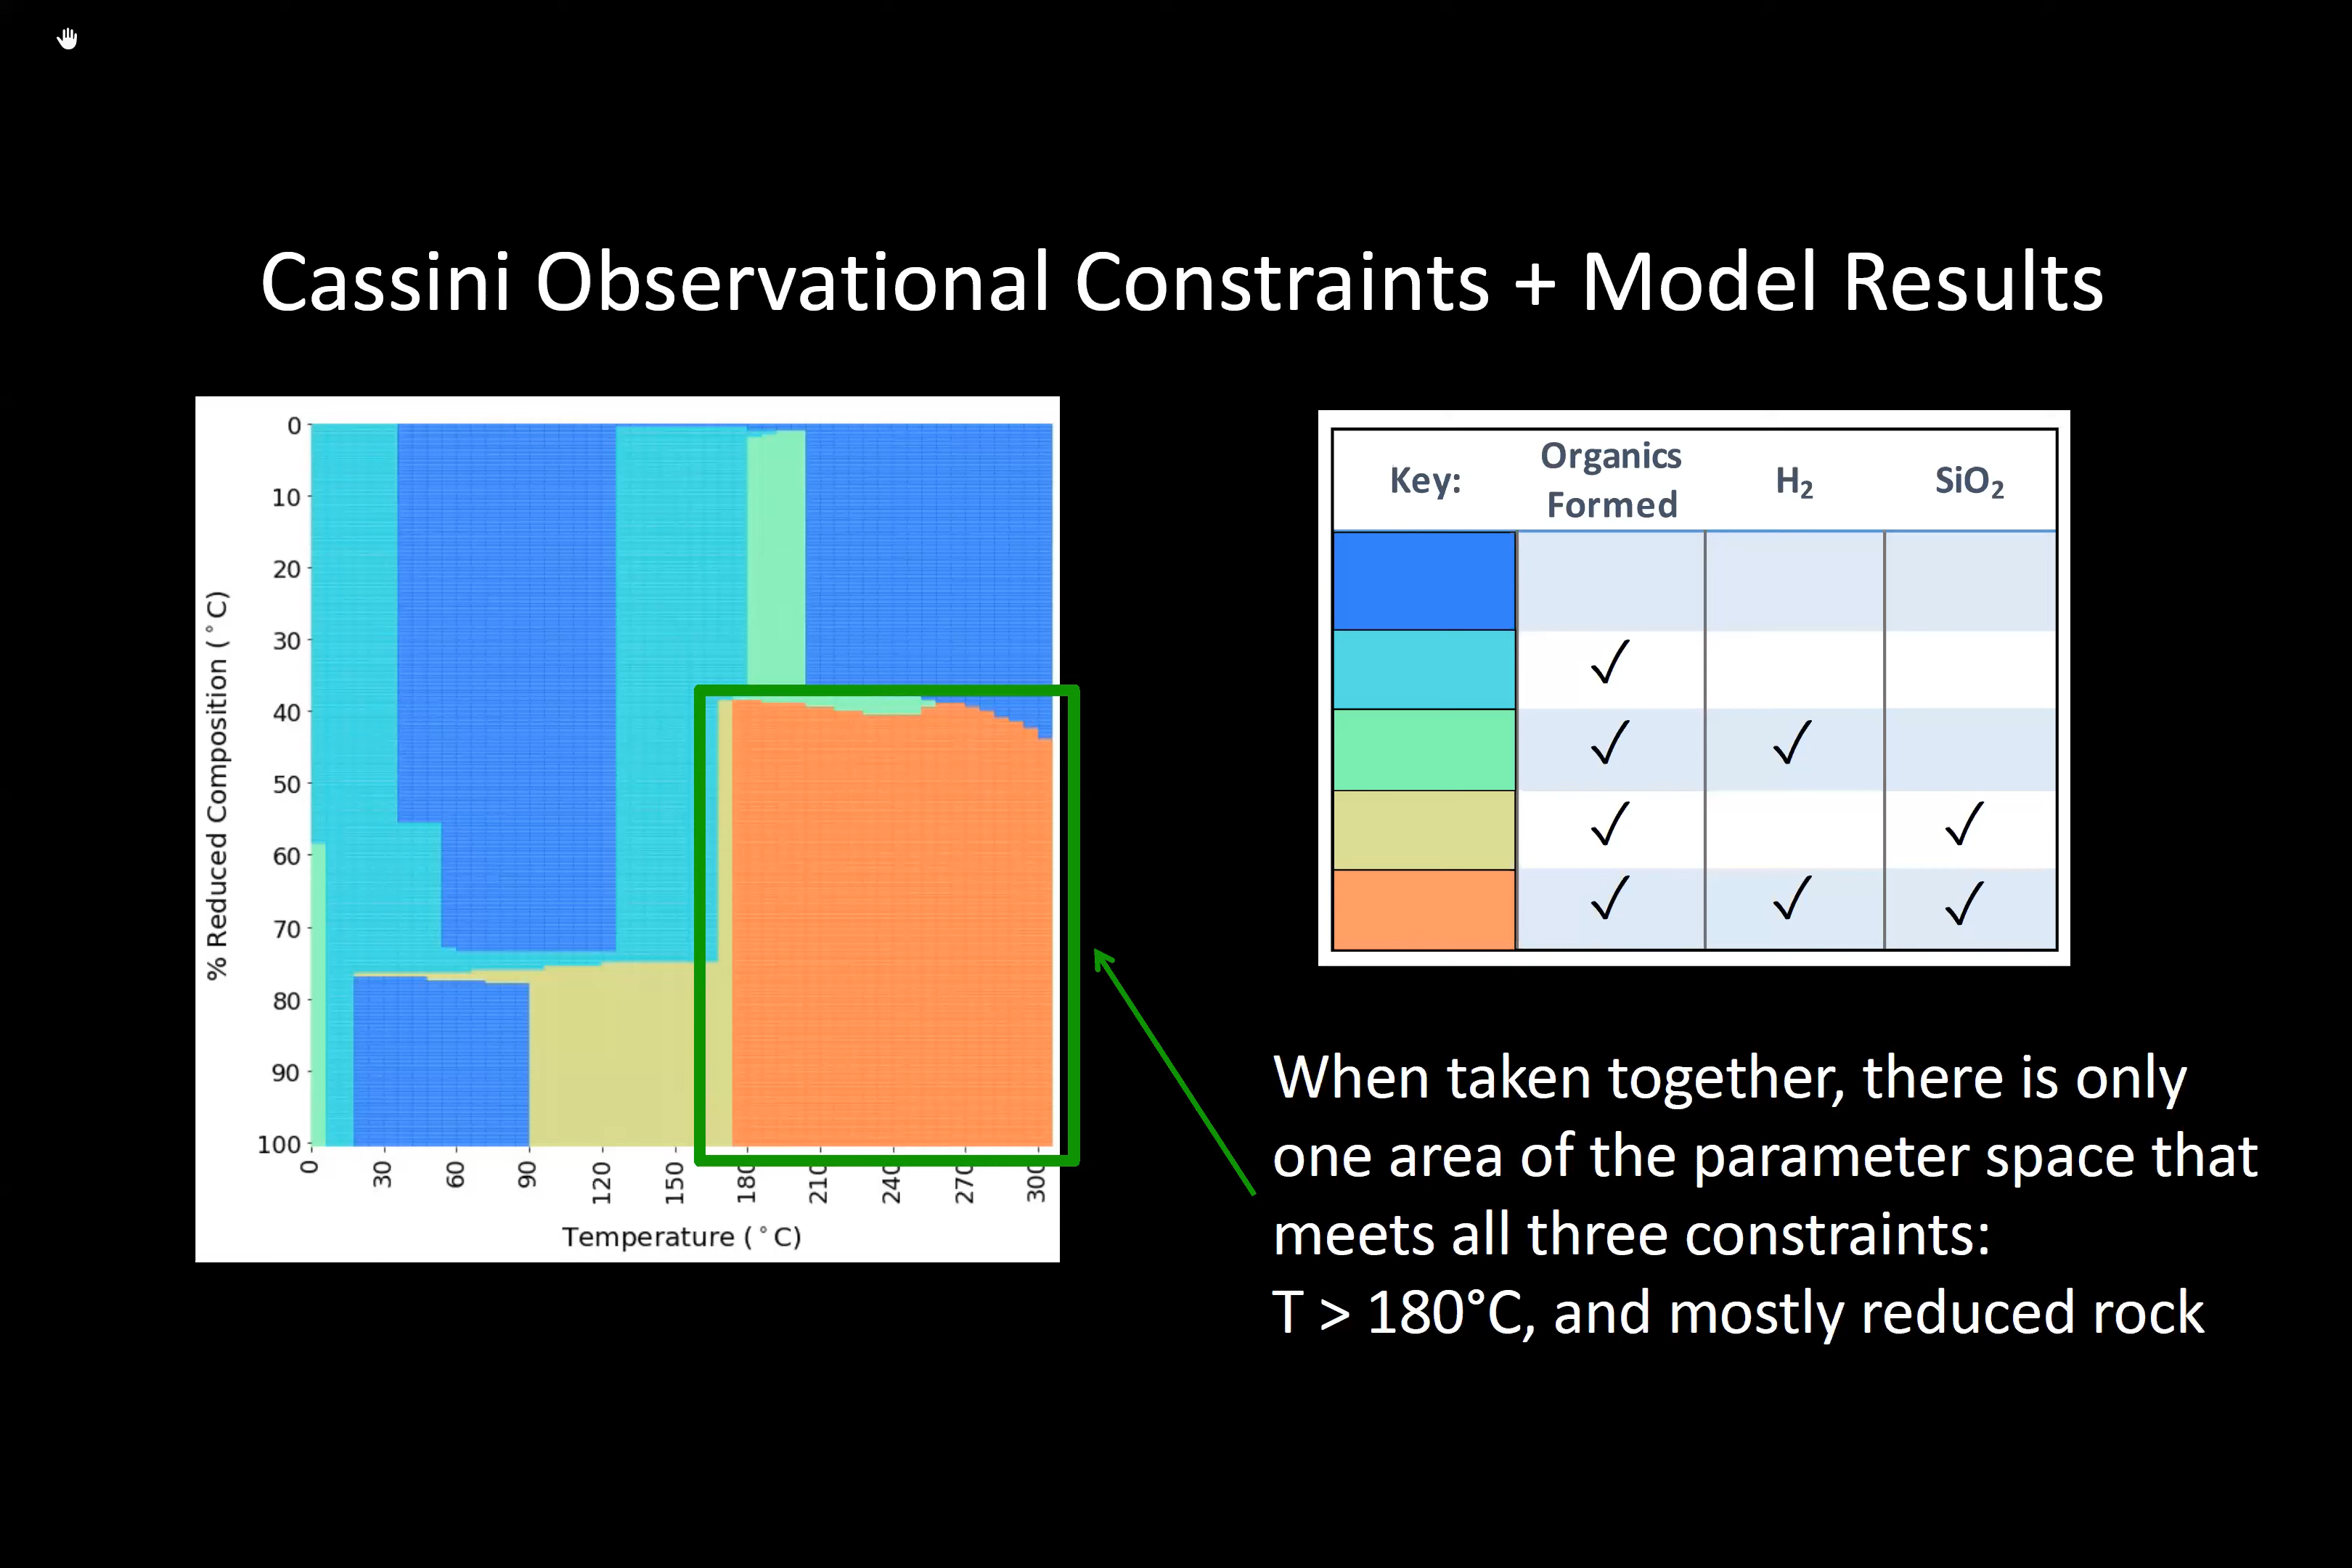 Cassini Observational Constraints + Model Results
% Reduced Composition (°C)
0
10
20
30
40
50
60
70
80
90
100
0 30 60 90 120 150 180 210 240 270 300
Temperature (°C)
Key: Organics Formed H₂ SiO₂
✓
✓ ✓
✓ ✓
✓ ✓ ✓
When taken together, there is only
one area of the parameter space that
meets all three constraints:
T > 180°C, and mostly reduced rock